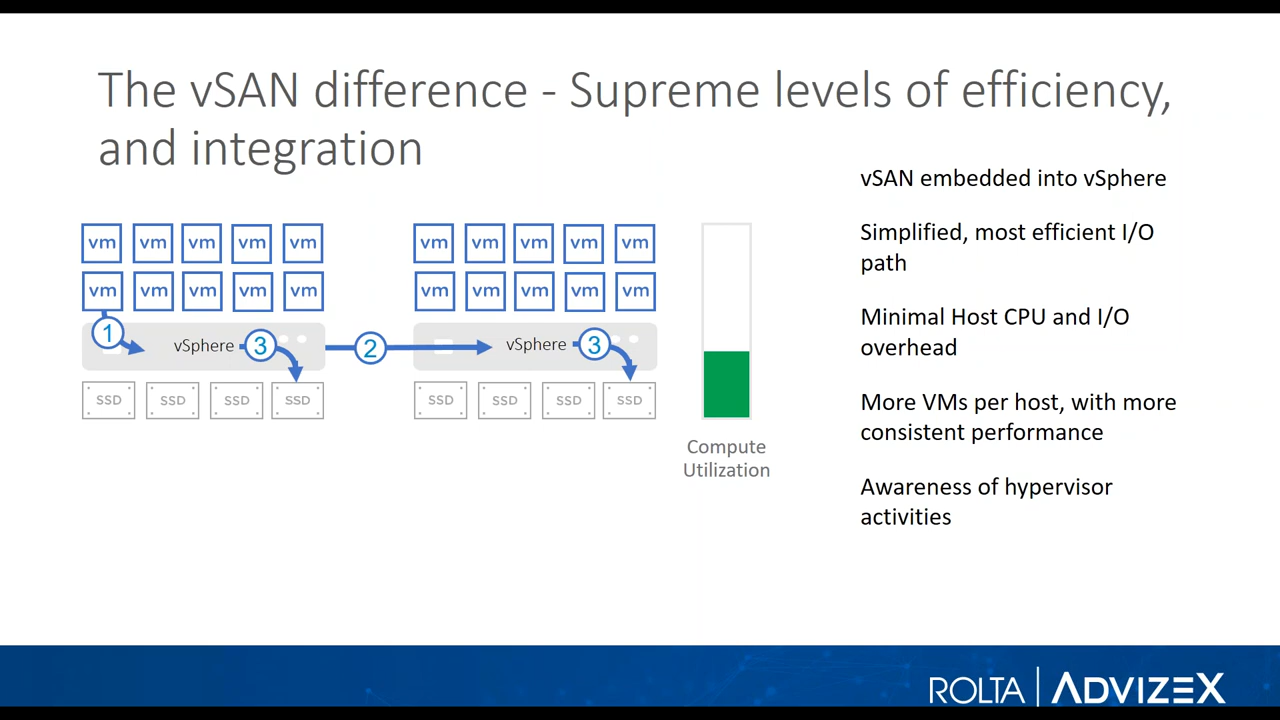 The vSAN difference - Supreme levels of efficiency,
and integration
vm vm vm vm vm
vm vm vm vm vm
1
vSphere
3
SSD SSD SSD SSD
2
vm vm vm vm vm
vm vm vm vm vm
vSphere
3
SSD SSD SSD SSD
Compute
Utilization
vSAN embedded into vSphere
Simplified, most efficient I/O
path
Minimal Host CPU and I/O
overhead
More VMs per host, with more
consistent performance
Awareness of hypervisor
activities
ROLTA | ADVIZEX